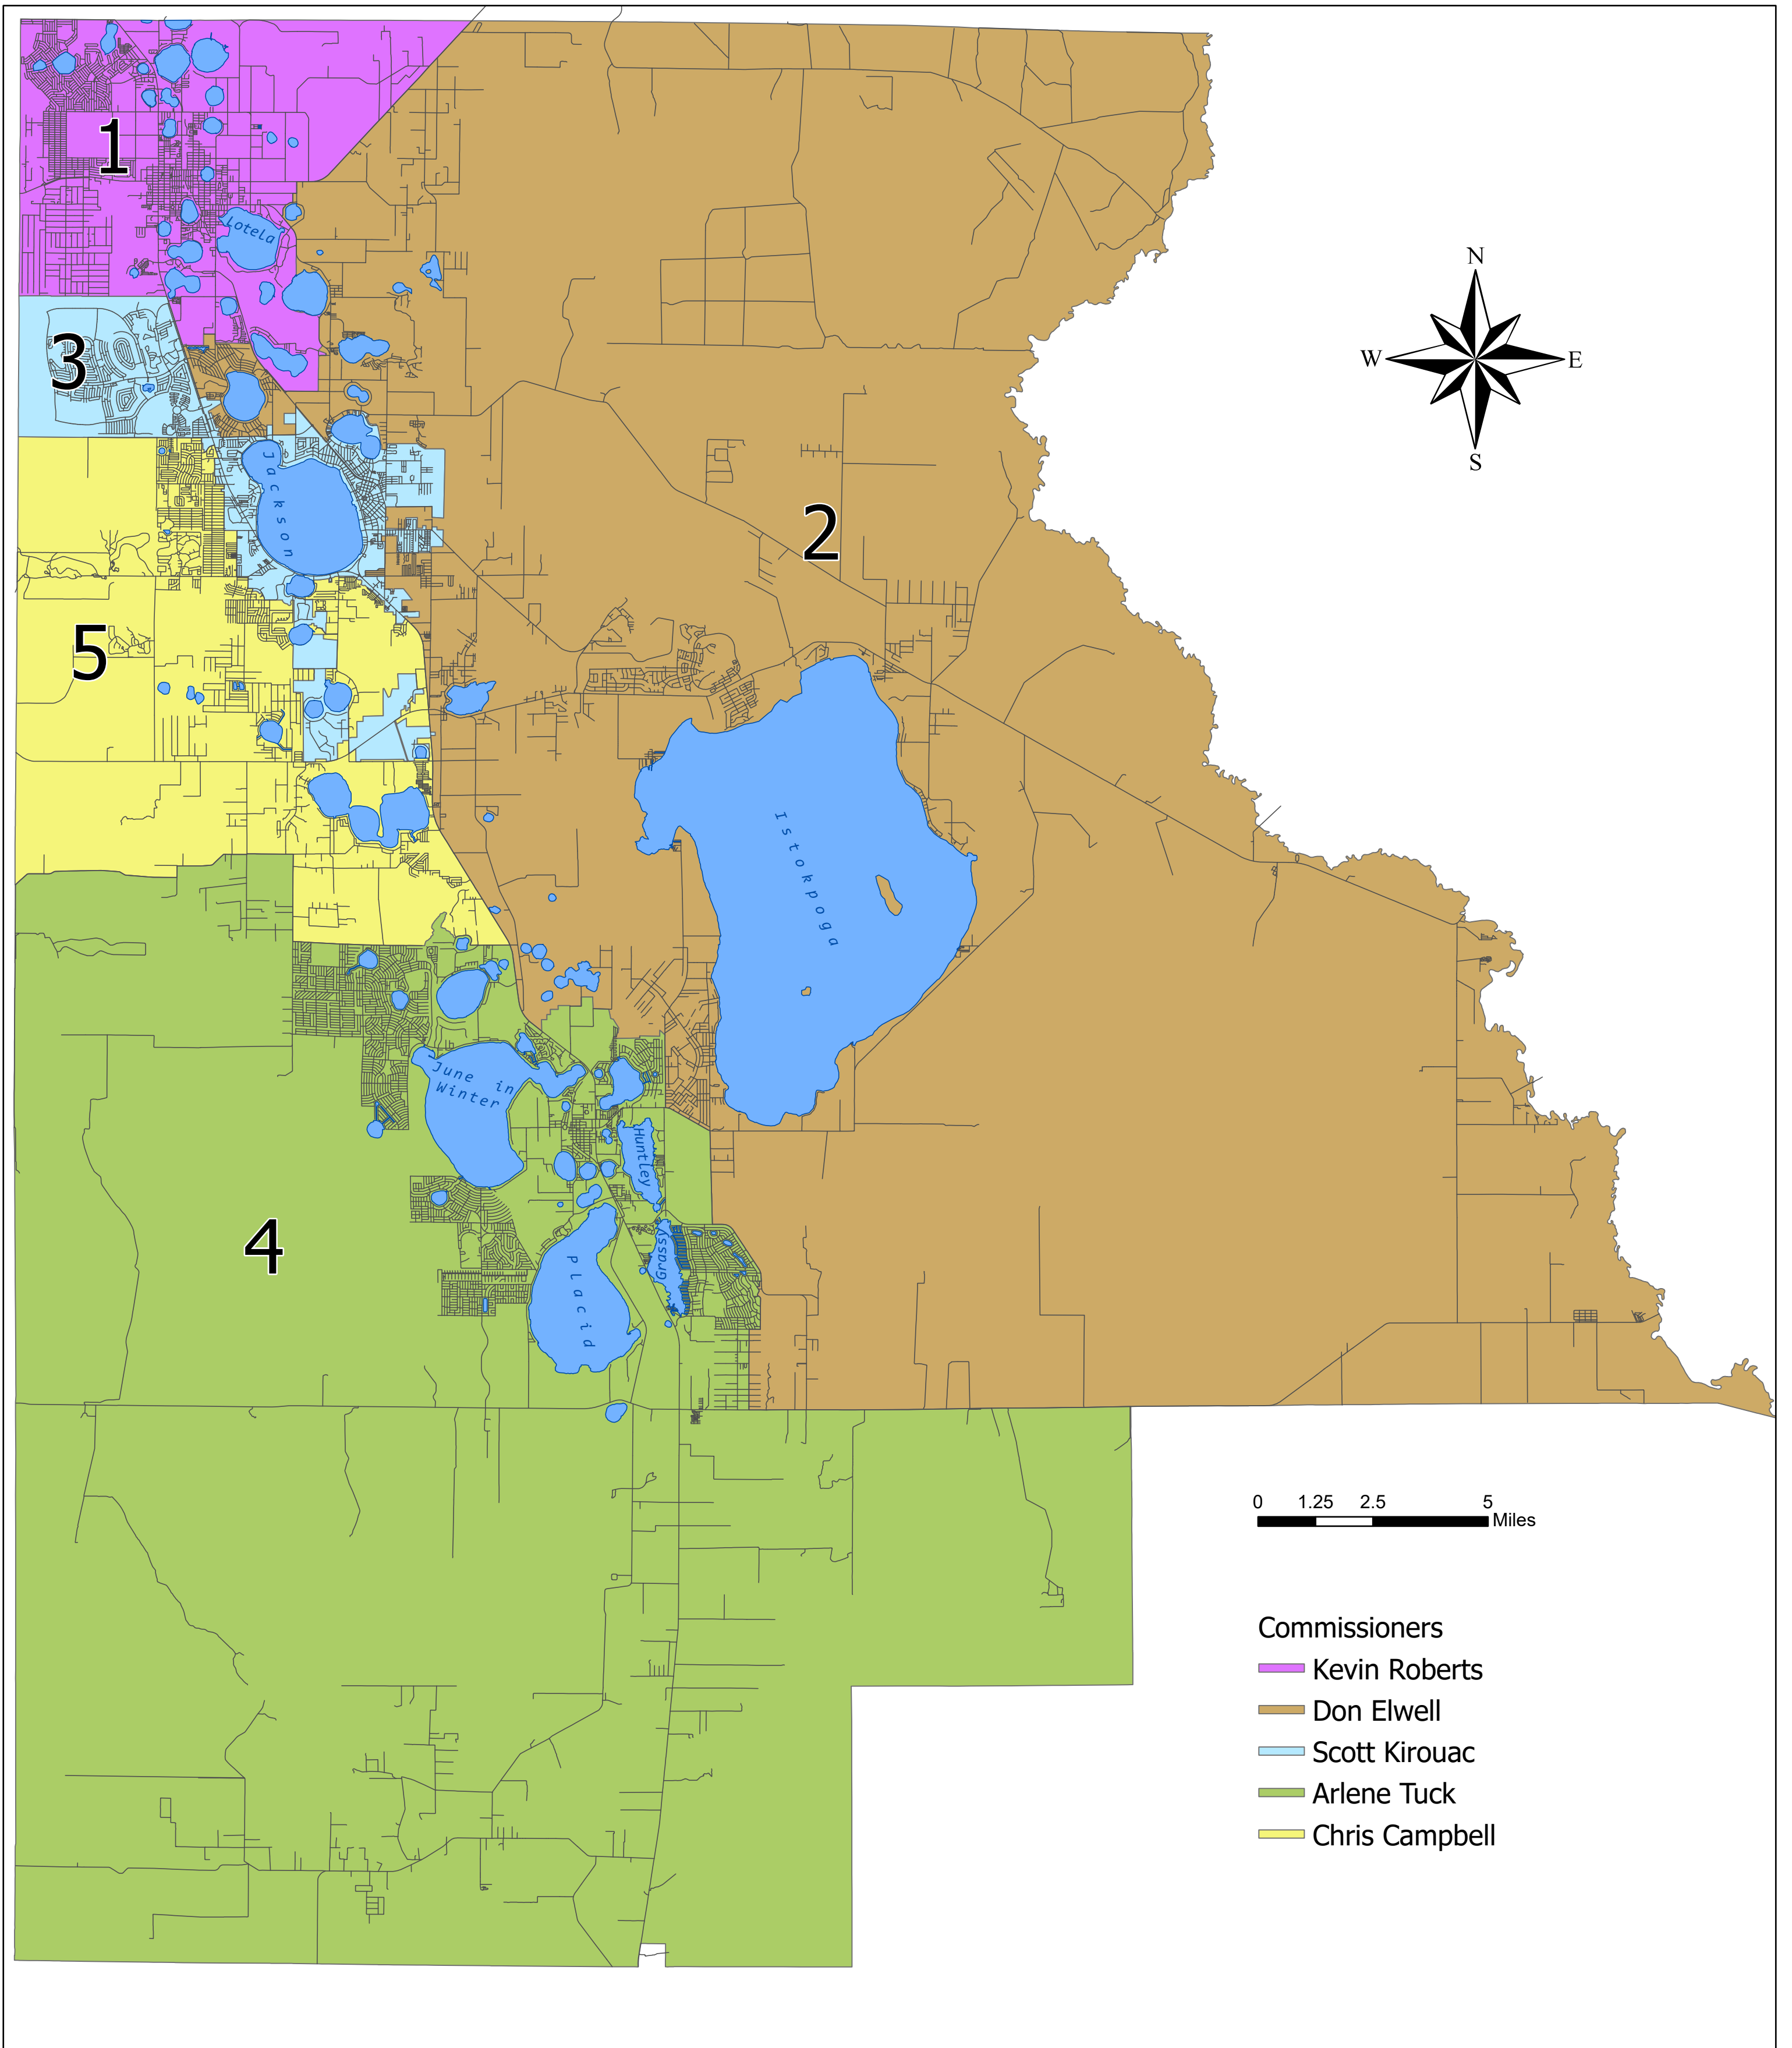 1
Lotela
N
W
E
S
3
Jackson
2
5
Istokpoga
June in
Winter
Huntley
4
Grassy
Placid
0 1.25 2.5 5
Miles
Commissioners
Kevin Roberts
Don Elwell
Scott Kirouac
Arlene Tuck
Chris Campbell